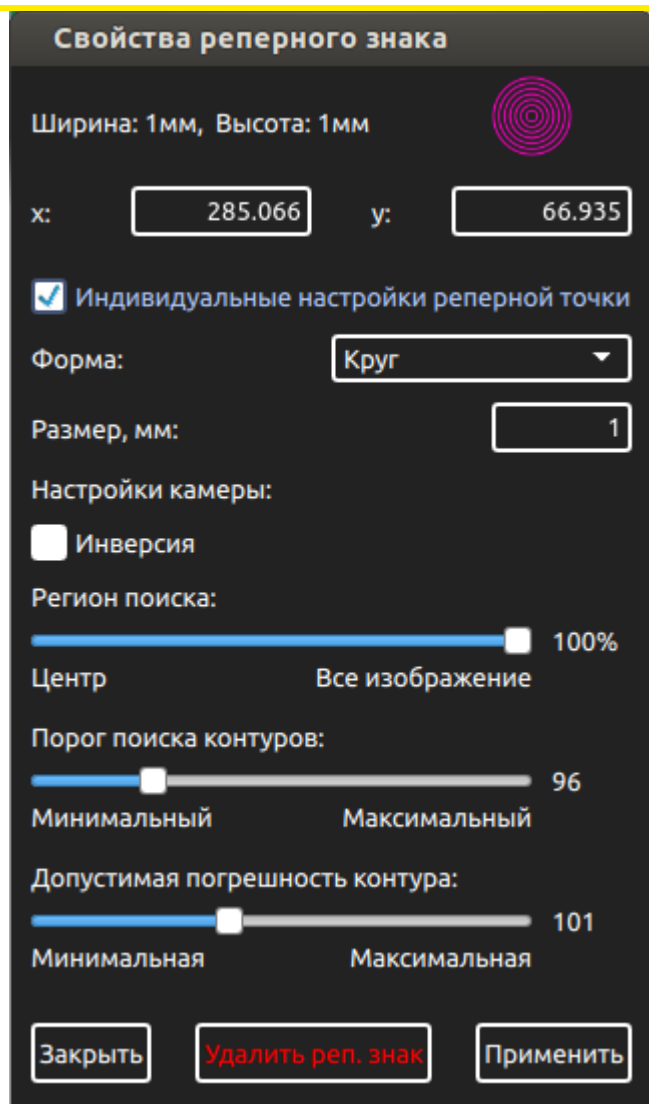 Свойства реперного знака
Ширина: 1мм, Высота: 1мм
x: 285.066 y: 66.935
Индивидуальные настройки реперной точки
Форма: Круг
Размер, мм: 1
Настройки камеры:
Инверсия
Регион поиска:
100%
Центр Все изображение
Порог поиска контуров:
96
Минимальный Максимальный
Допустимая погрешность контура:
101
Минимальная Максимальная
Закрыть Удалить реп. знак Применить